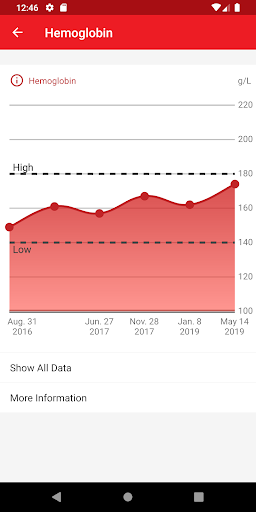 12:46
Hemoglobin
Hemoglobin
g/L
220
200
High
180
160
140
Low
100
Aug. 31
2016
Jun. 27
2017
Nov. 28
2017
Jan. 8
2019
May 14
2019
Show All Data
More Information